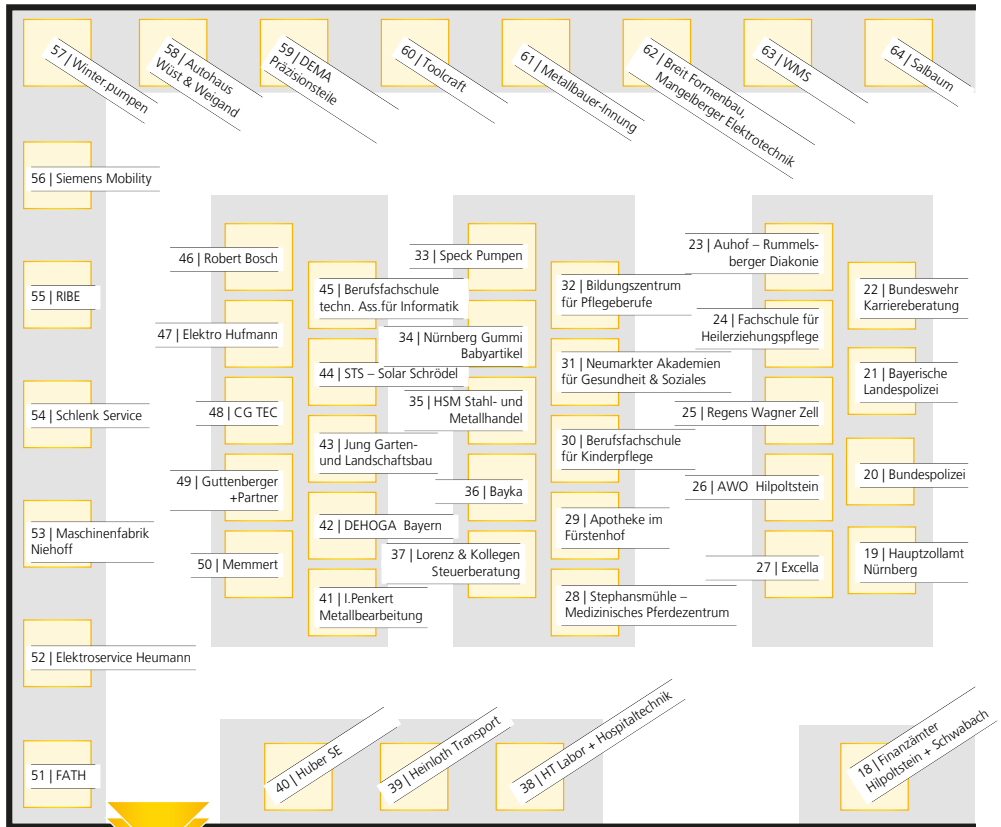 57 | Winter.pumpen
58 | Autohaus
Wüst & Weigand
59 | DEMA
Präzisionsteile
60 | Toolcraft
61 | Metallbauer-Innung
62 | Breit Formenbau,
Mangelberger Elektrotechnik
63 | WMS
64 | Salbaum
56 | Siemens Mobility
55 | RIBE
54 | Schlenk Service
53 | Maschinenfabrik
Niehoff
52 | Elektroservice Heumann
51 | FATH
46 | Robert Bosch
47 | Elektro Hufmann
48 | CG TEC
49 | Guttenberger
+Partner
50 | Memmert
45 | Berufsfachschule
techn. Ass.für Informatik
44 | STS – Solar Schrödel
43 | Jung Garten-
und Landschaftsbau
42 | DEHOGA Bayern
41 | I.Penkert
Metallbearbeitung
33 | Speck Pumpen
34 | Nürnberg Gummi
Babyartikel
35 | HSM Stahl- und
Metallhandel
36 | Bayka
37 | Lorenz & Kollegen
Steuerberatung
32 | Bildungszentrum
für Pflegeberufe
31 | Neumarkter Akademien
für Gesundheit & Soziales
30 | Berufsfachschule
für Kinderpflege
29 | Apotheke im
Fürstenhof
28 | Stephansmühle –
Medizinisches Pferdezentrum
23 | Auhof – Rummels-
berger Diakonie
24 | Fachschule für
Heilerziehungspflege
25 | Regens Wagner Zell
26 | AWO Hilpoltstein
27 | Excella
22 | Bundeswehr
Karriereberatung
21 | Bayerische
Landespolizei
20 | Bundespolizei
19 | Hauptzollamt
Nürnberg
40 | Huber SE
39 | Heinloth Transport
38 | HT Labor + Hospitaltechnik
18 | Finanzämter
Hilpoltstein + Schwabach